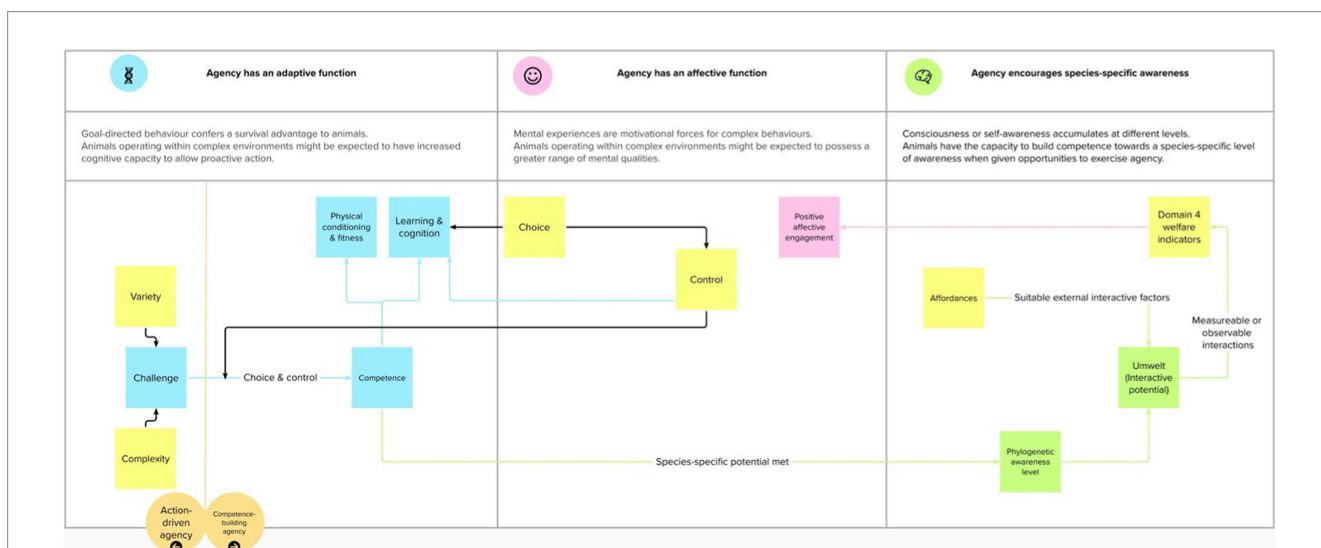 Agency has an adaptive function
Agency has an affective function
Agency encourages species-specific awareness
Goal-directed behaviour confers a survival advantage to animals.
Animals operating within complex environments might be expected to have increased
cognitive capacity to allow proactive action.
Mental experiences are motivational forces for complex behaviours.
Animals operating within complex environments might be expected to possess a
greater range of mental qualities.
Consciousness or self-awareness accumulates at different levels.
Animals have the capacity to build competence towards a species-specific level
of awareness when given opportunities to exercise agency.
Physical
conditioning
& fitness
Learning &
cognition
Choice
Positive
affective
engagement
Domain 4
welfare
indicators
Control
Variety
Affordances
Suitable external interactive factors
Measureable or
observable
interactions
Challenge
Choice & control
Competence
Umwelt
(Interactive
potential)
Complexity
Species-specific potential met
Phylogenetic
awareness
level
Action-
driven
agency
Competence-
building
agency